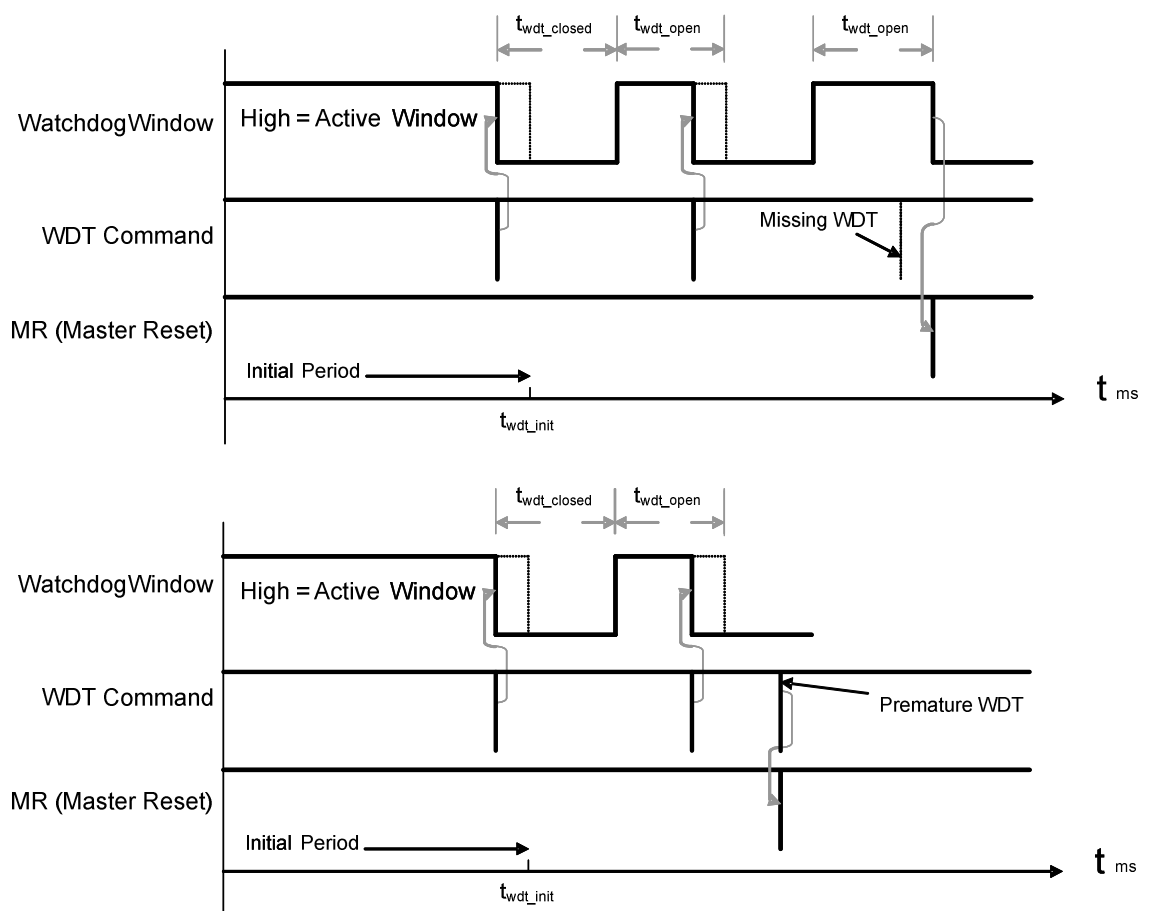 twdt_closed twdt_open twdt_open
WatchdogWindow
High = Active Window
WDT Command
Missing WDT
MR (Master Reset)
Initial Period
t ms
twdt_init
twdt_closed twdt_open
WatchdogWindow
High = Active Window
WDT Command
Premature WDT
MR (Master Reset)
Initial Period
t ms
twdt_init